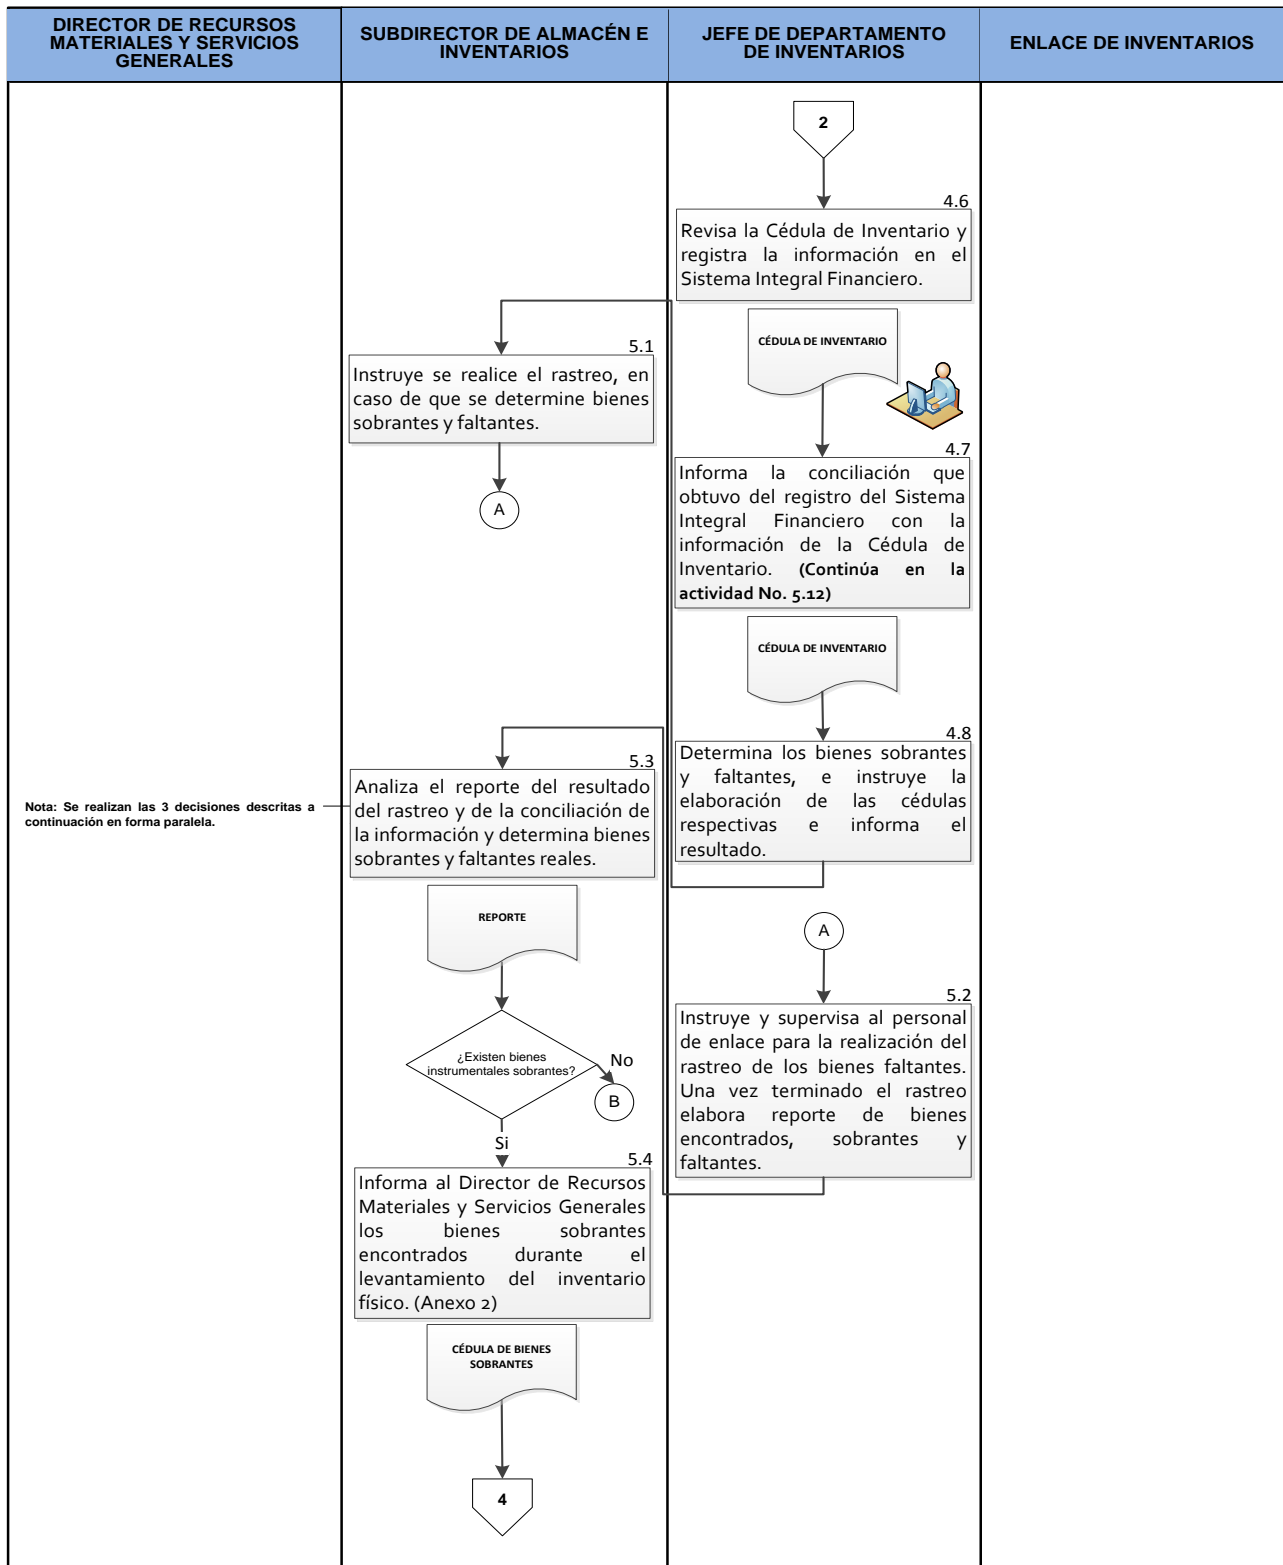 DIRECTOR DE RECURSOS
MATERIALES Y SERVICIOS
GENERALES
SUBDIRECTOR DE ALMACÉN E
INVENTARIOS
JEFE DE DEPARTAMENTO
DE INVENTARIOS
ENLACE DE INVENTARIOS
2
4.6
Revisa la Cédula de Inventario y
registra la información en el
Sistema Integral Financiero.
CÉDULA DE INVENTARIO
4.7
Informa la conciliación que
obtuvo del registro del Sistema
Integral Financiero con la
información de la Cédula de
Inventario. (Continúa en la
actividad No. 5.12)
CÉDULA DE INVENTARIO
4.8
Determina los bienes sobrantes
y faltantes, e instruye la
elaboración de las cédulas
respectivas e informa el
resultado.
5.1
Instruye se realice el rastreo, en
caso de que se determine bienes
sobrantes y faltantes.
A
A
5.2
Instruye y supervisa al personal
de enlace para la realización del
rastreo de los bienes faltantes.
Una vez terminado el rastreo
elabora reporte de bienes
encontrados, sobrantes y
faltantes.
5.3
Analiza el reporte del resultado
del rastreo y de la conciliación de
la información y determina bienes
sobrantes y faltantes reales.
Nota: Se realizan las 3 decisiones descritas a
continuación en forma paralela.
REPORTE
¿Existen bienes
instrumentales sobrantes?
No
B
Si
5.4
Informa al Director de Recursos
Materiales y Servicios Generales
los bienes sobrantes
encontrados durante el
levantamiento del inventario
físico. (Anexo 2)
CÉDULA DE BIENES
SOBRANTES
4